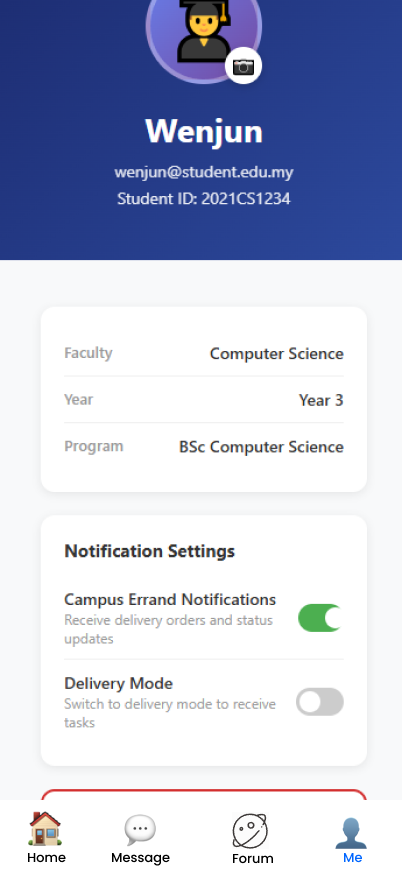 Wenjun
wenjun@student.edu.my
Student ID: 2021CS1234
Faculty
Computer Science
Year
Year 3
Program
BSc Computer Science
Notification Settings
Campus Errand Notifications
Receive delivery orders and status
updates
Delivery Mode
Switch to delivery mode to receive
tasks
Home
Message
Forum
Me